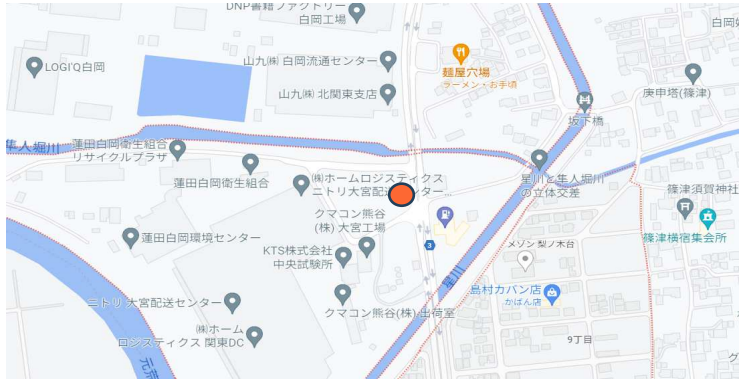 DNP書籍ファクトリー
白岡工場
白岡
LOGI'Q白岡
山九㈱ 白岡流通センター
麺屋穴場
ラーメン・お手頃
山九㈱ 北関東支店
庚申塔(篠津)
坂下橋
隼人堀川
蓮田白岡衛生組合
リサイクルプラザ
蓮田白岡衛生組合
㈱ホームロジスティクス
ニトリ大宮配送センター...
星川と隼人堀川
の立体交差
篠津須賀神社
クマコン熊谷
(株) 大宮工場
篠津横宿集会所
蓮田白岡環境センター
KTS株式会社
中央試験所
3
メゾン 梨ノ木台
星川
島村カバン店
かばん店
ニトリ 大宮配送センター
クマコン熊谷(株) 出荷室
㈱ホーム
ロジスティクス 関東DC
9丁目
元荒
グ